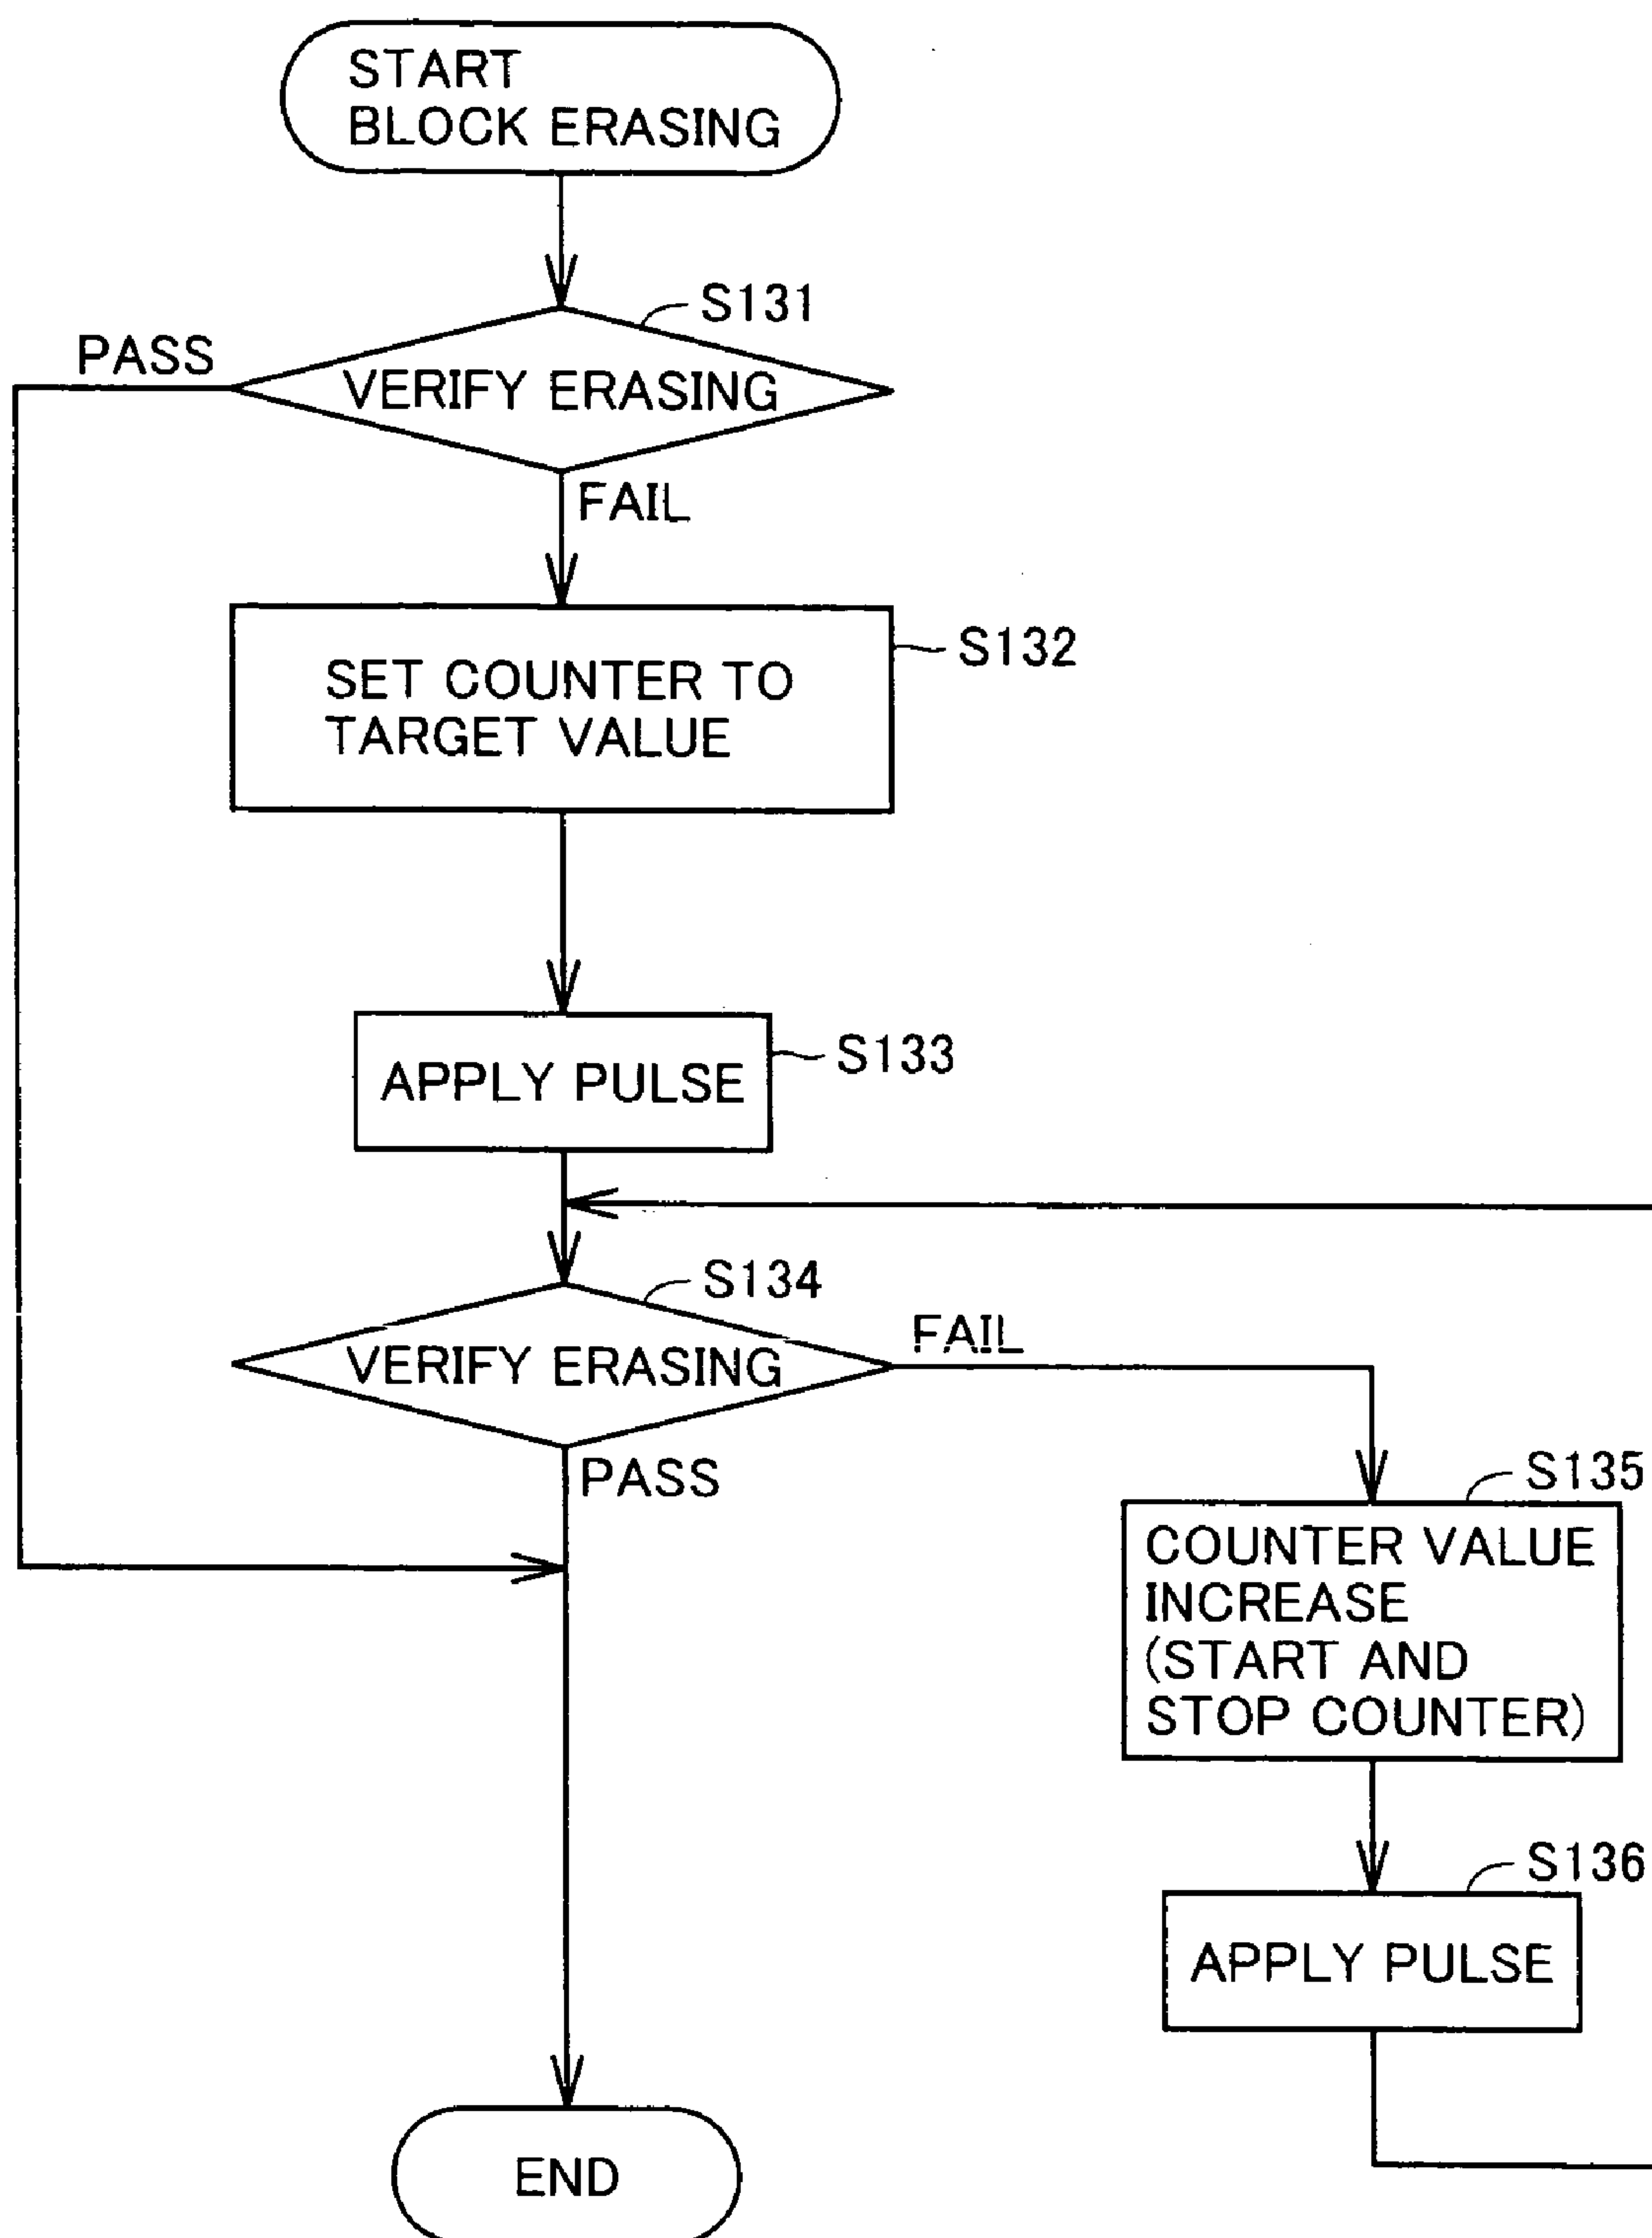 START
BLOCK ERASING
S131
PASS
VERIFY ERASING
FAIL
S132
SET COUNTER TO
TARGET VALUE
S133
APPLY PULSE
S134
FAIL
VERIFY ERASING
PASS
S135
COUNTER VALUE
INCREASE
(START AND
STOP COUNTER)
S136
APPLY PULSE
END